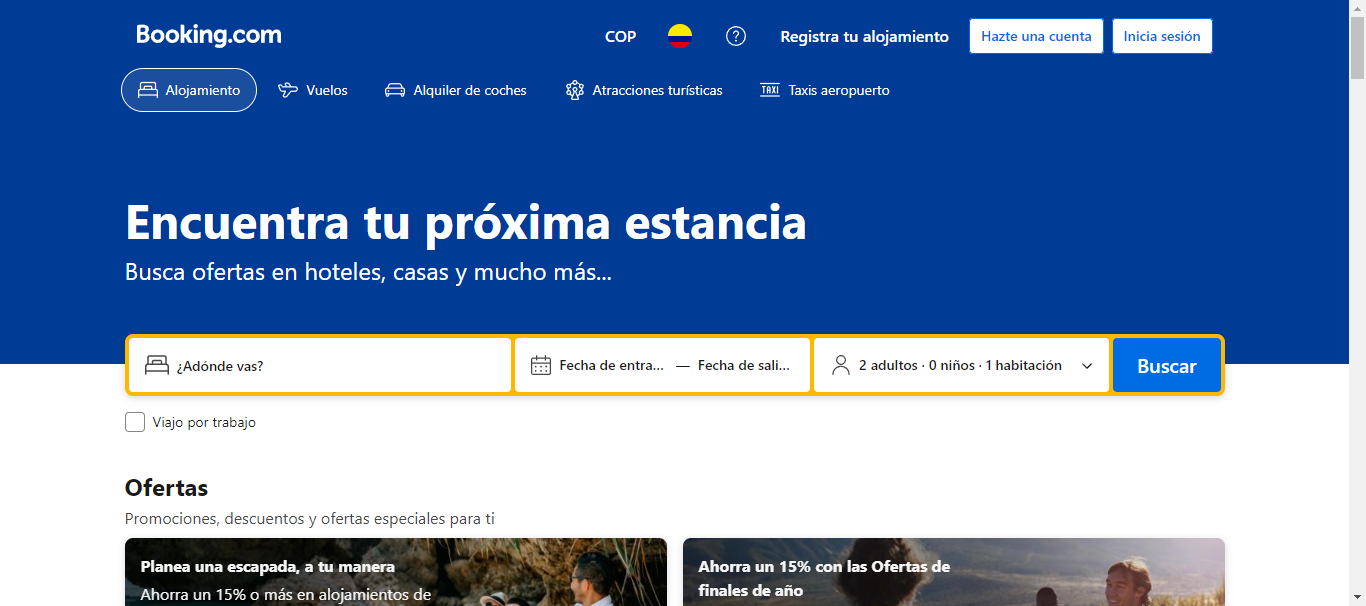 Booking.com
COP
Registra tu alojamiento
Hazte una cuenta
Inicia sesión
Alojamiento
Vuelos
Alquiler de coches
Atracciones turísticas
TAXI
Taxis aeropuerto
Encuentra tu próxima estancia
Busca ofertas en hoteles, casas y mucho más...
¿Adónde vas?
Fecha de entra... — Fecha de sali...
2 adultos · 0 niños · 1 habitación
Buscar
Viajo por trabajo
Ofertas
Promociones, descuentos y ofertas especiales para ti
Planea una escapada, a tu manera
Ahorra un 15% o más en alojamientos de
Ahorra un 15% con las Ofertas de
finales de año